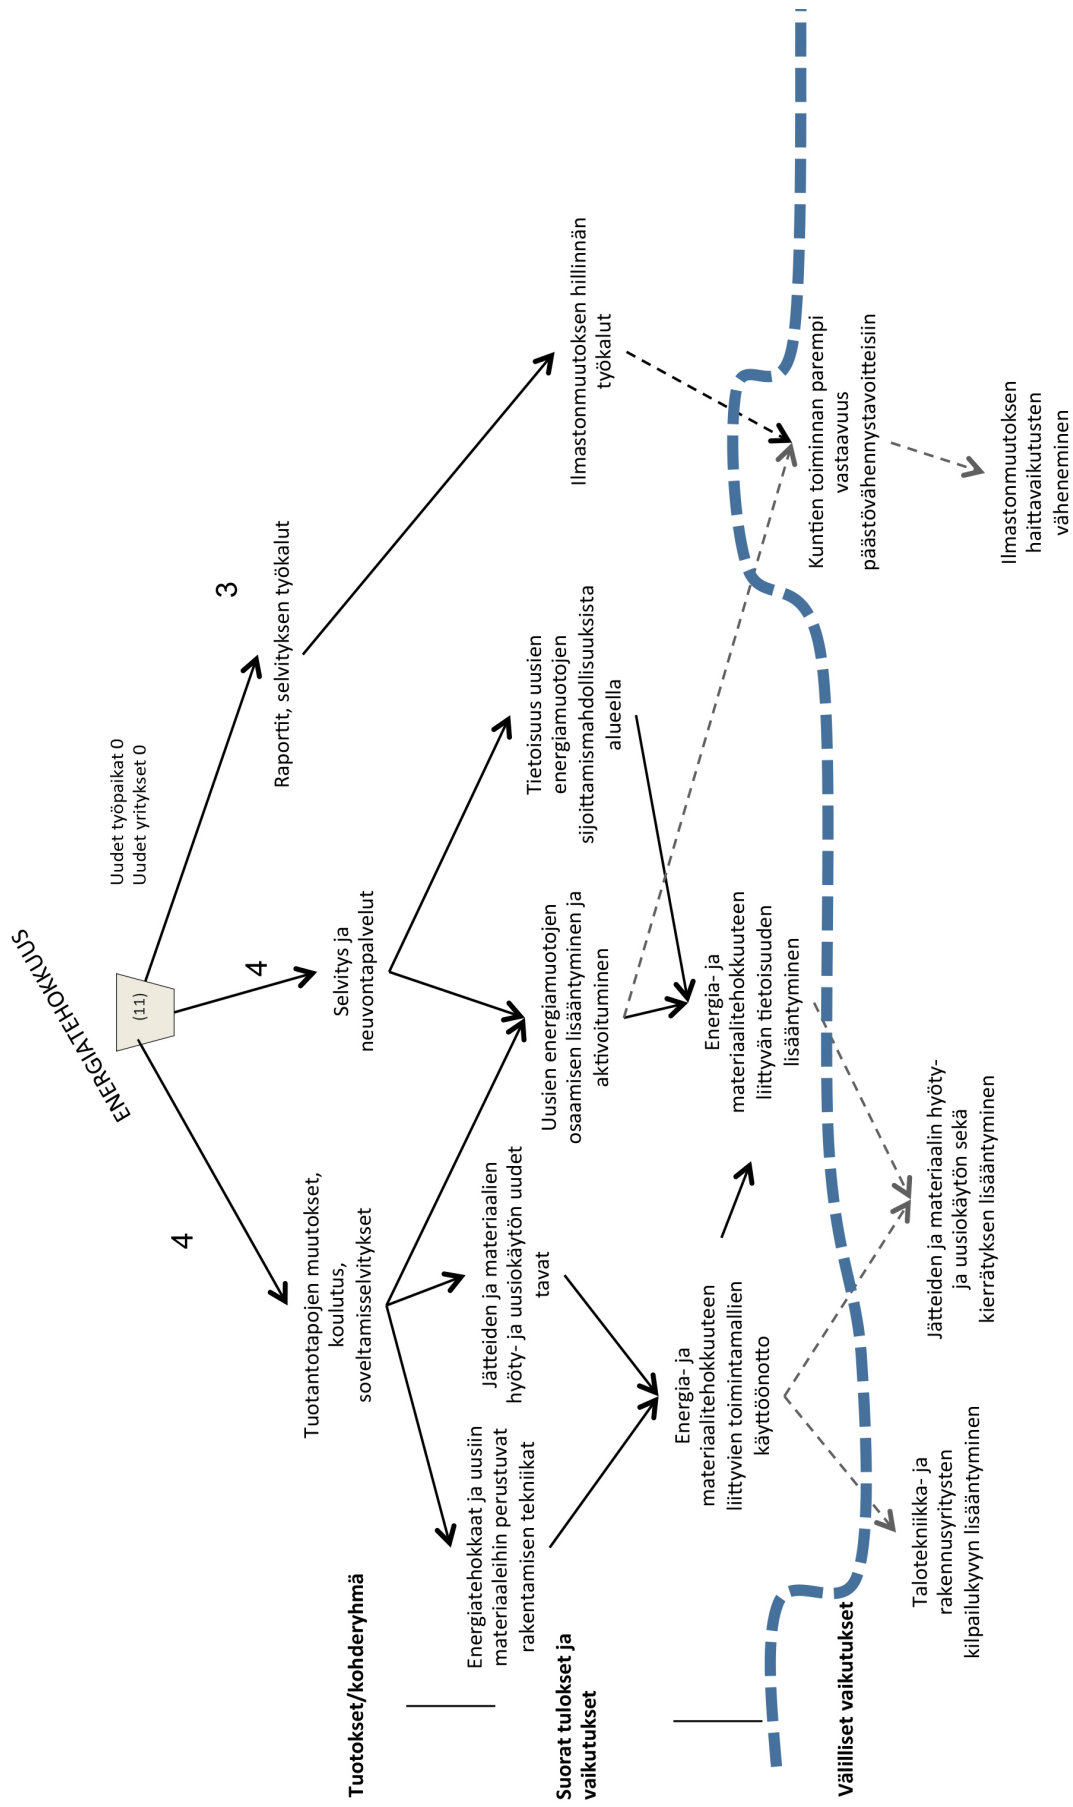 ENERGIATEHOKKUUS
(11)
Uudet työpaikat 0
Uudet yritykset 0
4
4
3
Tuotokset/kohderyhmä
Tuotantotapojen muutokset,
koulutus,
soveltamisselvitykset
Selvitys ja
neuvontapalvelut
Raportit, selvityksen työkalut
Suorat tulokset ja
vaikutukset
Energiatehokkaat ja uusiin
materiaaleihin perustuvat
rakentamisen tekniikat
Jätteiden ja materiaalien
hyöty- ja uusiokäytön uudet
tavat
Uusien energiamuotojen
osaamisen lisääntyminen ja
aktivoituminen
Tietoisuus uusien
energiamuotojen
sijoittamismahdollisuuksista
alueella
Ilmastonmuutoksen hillinnän
työkalut
Energia- ja
materiaalitehokkuuteen
liittyvien toimintamallien
käyttöönotto
Energia- ja
materiaalitehokkuuteen
liittyvän tietoisuuden
lisääntyminen
Välilliset vaikutukset
Talotekniikka- ja
rakennusyritysten
kilpailukyvyn lisääntyminen
Jätteiden ja materiaalin hyöty-
ja uusiokäytön sekä
kierrätyksen lisääntyminen
Kuntien toiminnan parempi
vastaavuus
päästövähennystavoitteisiin
Ilmastonmuutoksen
haittavaikutusten
väheneminen